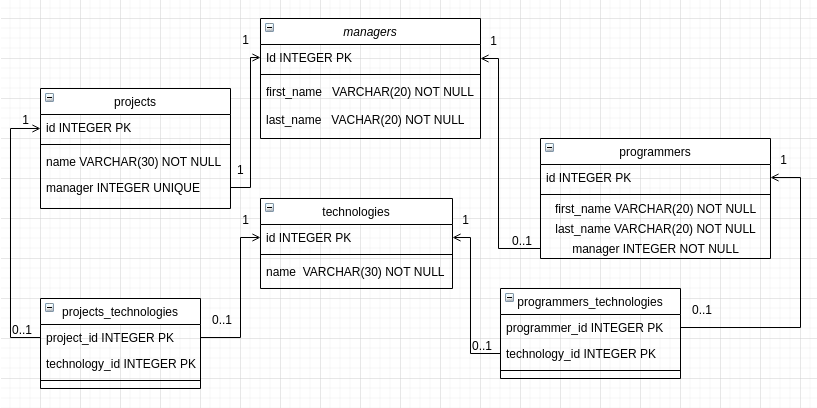 managers
1
1
Id INTEGER PK
first_name VARCHAR(20) NOT NULL
last_name VACHAR(20) NOT NULL
projects
1
id INTEGER PK
name VARCHAR(30) NOT NULL
manager INTEGER UNIQUE
1
programmers
1
id INTEGER PK
first_name VARCHAR(20) NOT NULL
last_name VARCHAR(20) NOT NULL
manager INTEGER NOT NULL
0..1
technologies
1
1
id INTEGER PK
name VARCHAR(30) NOT NULL
projects_technologies
0..1
project_id INTEGER PK
0..1
technology_id INTEGER PK
programmers_technologies
programmer_id INTEGER PK
0..1
technology_id INTEGER PK
0..1